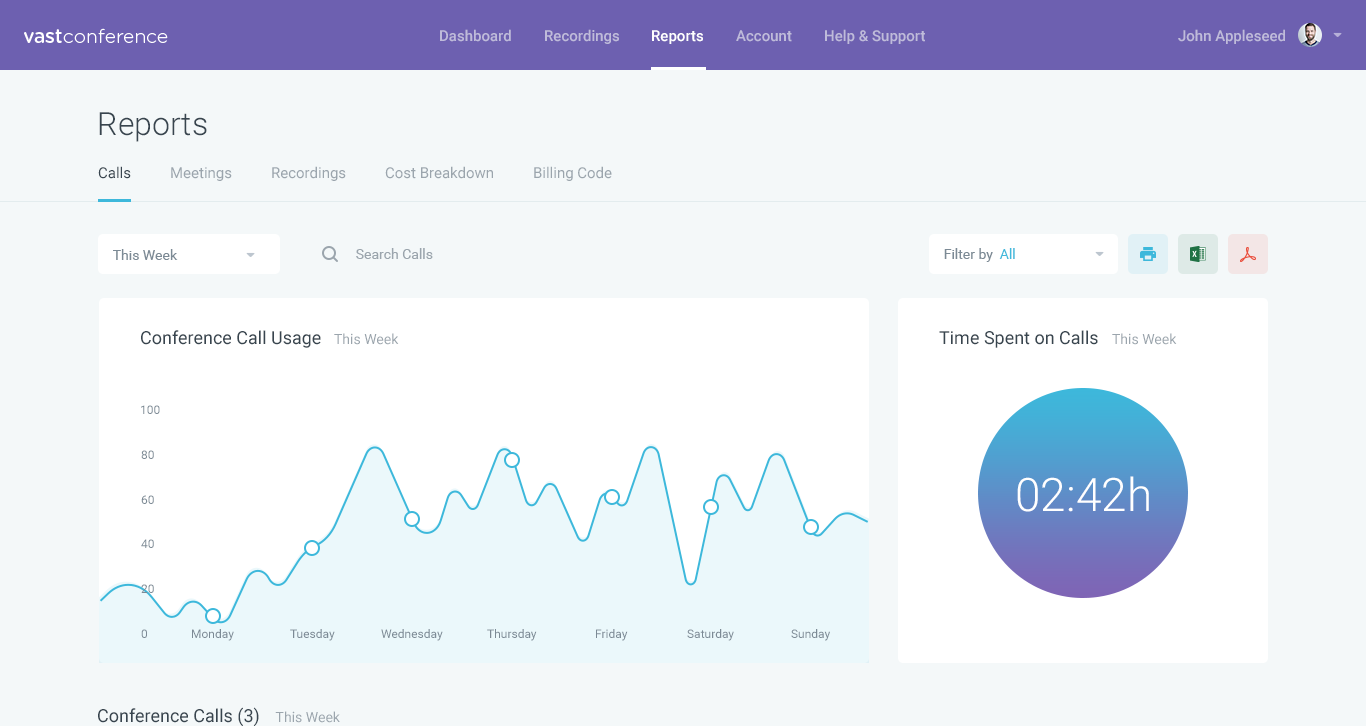 vastconference
Dashboard Recordings Reports Account Help & Support
John Appleseed
Reports
Calls Meetings Recordings Cost Breakdown Billing Code
This Week
Search Calls
Filter by All
X
Conference Call Usage This Week
100
80
60
40
20
0
Monday Tuesday Wednesday Thursday Friday Saturday Sunday
Time Spent on Calls This Week
02:42h
Conference Calls (3) This Week